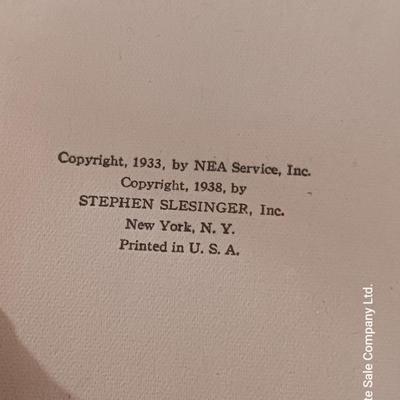 Copyright, 1933, by NEA Service, Inc.
Copyright, 1938, by
STEPHEN SLESINGER, Inc.
New York, N. Y.
Printed in U. S. A.
Sale Company Ltd.